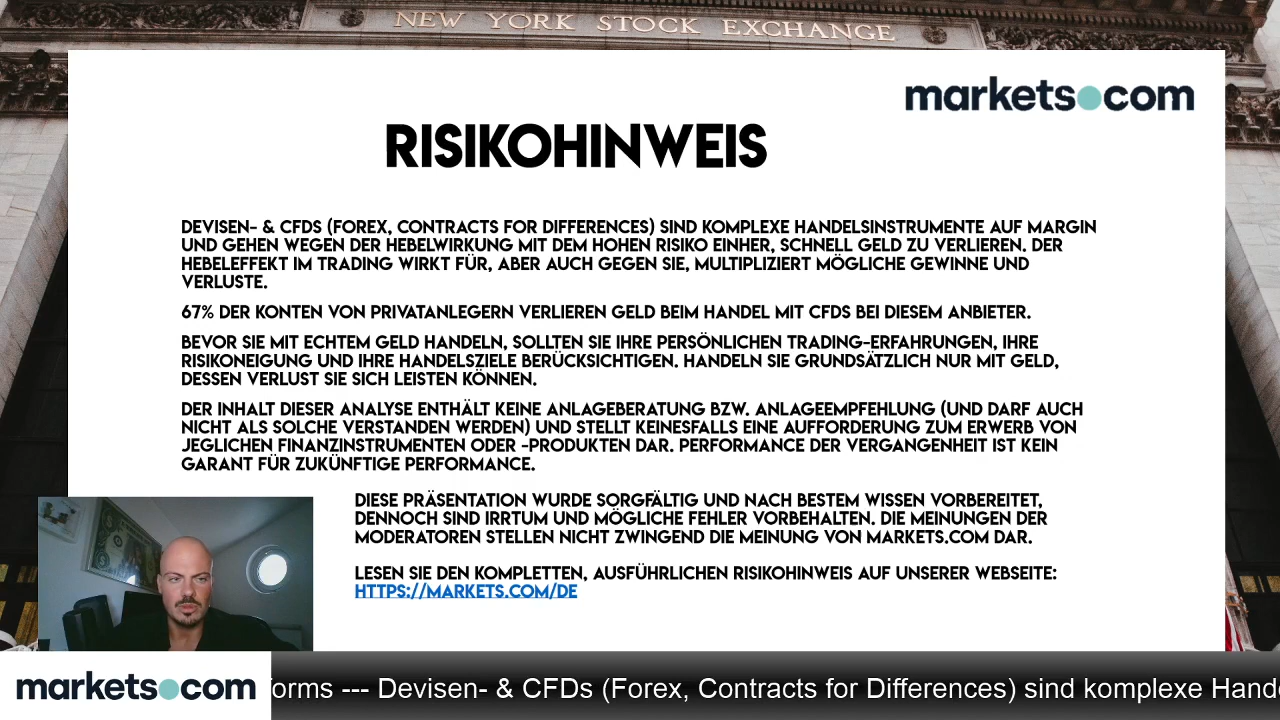 NEW YORK STOCK EXCHANGE
markets.com
RISIKOHINWEIS
DEVISEN- & CFDS (FOREX, CONTRACTS FOR DIFFERENCES) SIND KOMPLEXE HANDELSINSTRUMENTE AUF MARGIN
UND GEHEN WEGEN DER HEBELWIRKUNG MIT DEM HOHEN RISIKO EINHER, SCHNELL GELD ZU VERLIEREN. DER
HEBELEFFEKT IM TRADING WIRKT FÜR, ABER AUCH GEGEN SIE, MULTIPLIZIERT MÖGLICHE GEWINNE UND
VERLUSTE.
67% DER KONTEN VON PRIVATANLEGERN VERLIEREN GELD BEIM HANDEL MIT CFDS BEI DIESEM ANBIETER.
BEVOR SIE MIT ECHTEM GELD HANDELN, SOLLTEN SIE IHRE PERSÖNLICHEN TRADING-ERFAHRUNGEN, IHRE
RISIKONEIGUNG UND IHRE HANDELSZIELE BERÜCKSICHTIGEN. HANDELN SIE GRUNDSÄTZLICH NUR MIT GELD,
DESSEN VERLUST SIE SICH LEISTEN KÖNNEN.
DER INHALT DIESER ANALYSE ENTHÄLT KEINE ANLAGEBERATUNG BZW. ANLAGEEMPFEHLUNG (UND DARF AUCH
NICHT ALS SOLCHE VERSTANDEN WERDEN) UND STELLT KEINESFALLS EINE AUFFORDERUNG ZUM ERWERB VON
JEGLICHEN FINANZINSTRUMENTEN ODER -PRODUKTEN DAR. PERFORMANCE DER VERGANGENHEIT IST KEIN
GARANT FÜR ZUKÜNFTIGE PERFORMANCE.
DIESE PRÄSENTATION WURDE SORGFÄLTIG UND NACH BESTEM WISSEN VORBEREITET,
DENNOCH SIND IRRTUM UND MÖGLICHE FEHLER VORBEHALTEN. DIE MEINUNGEN DER
MODERATOREN STELLEN NICHT ZWINGEND DIE MEINUNG VON MARKETS.COM DAR.
LESEN SIE DEN KOMPLETTEN, AUSFÜHRLICHEN RISIKOHINWEIS AUF UNSERER WEBSEITE:
HTTPS://MARKETS.COM/DE
markets.com
forms --- Devisen- & CFDs (Forex, Contracts for Differences) sind komplexe Hand